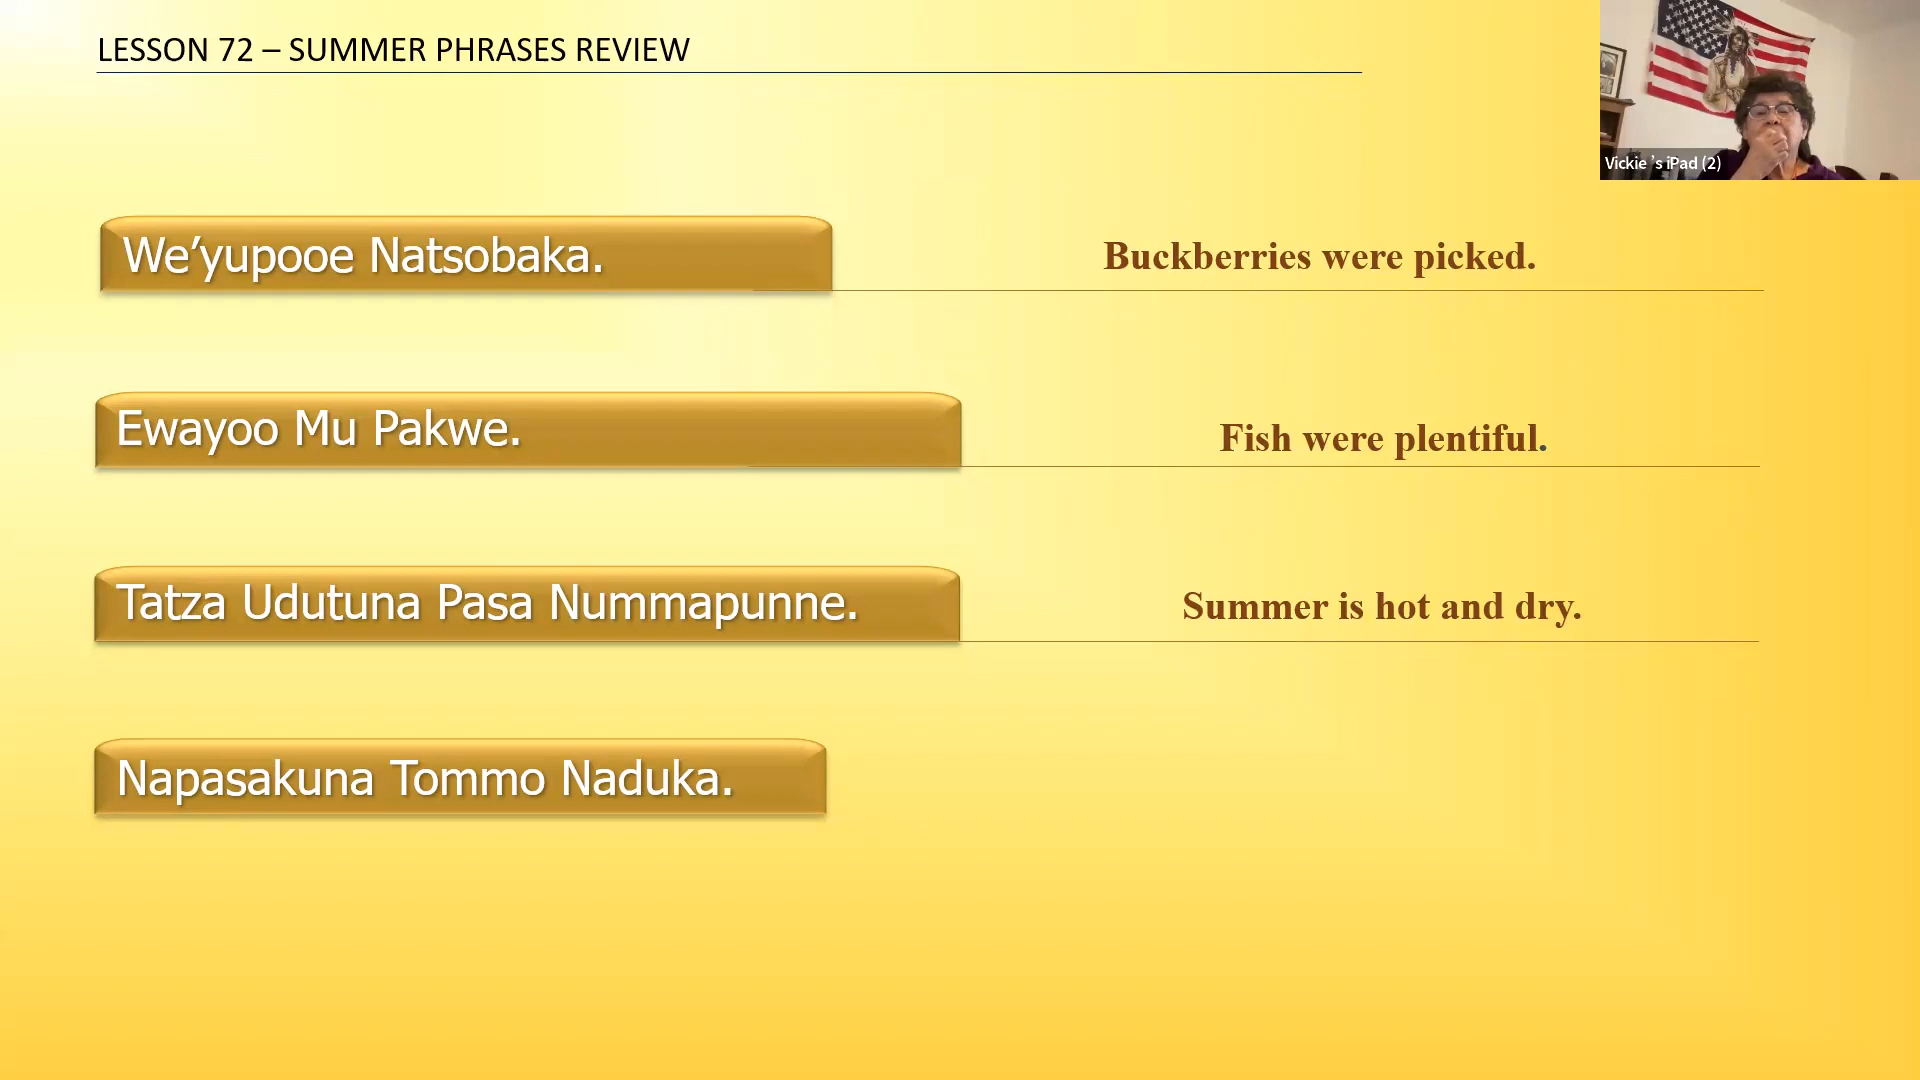 LESSON 72 – SUMMER PHRASES REVIEW
Vickie ’s iPad (2)
We’yupooe Natsobaka.
Buckberries were picked.
Ewayoo Mu Pakwe.
Fish were plentiful.
Tatza Udutuna Pasa Nummapunne.
Summer is hot and dry.
Napasakuna Tommo Naduka.